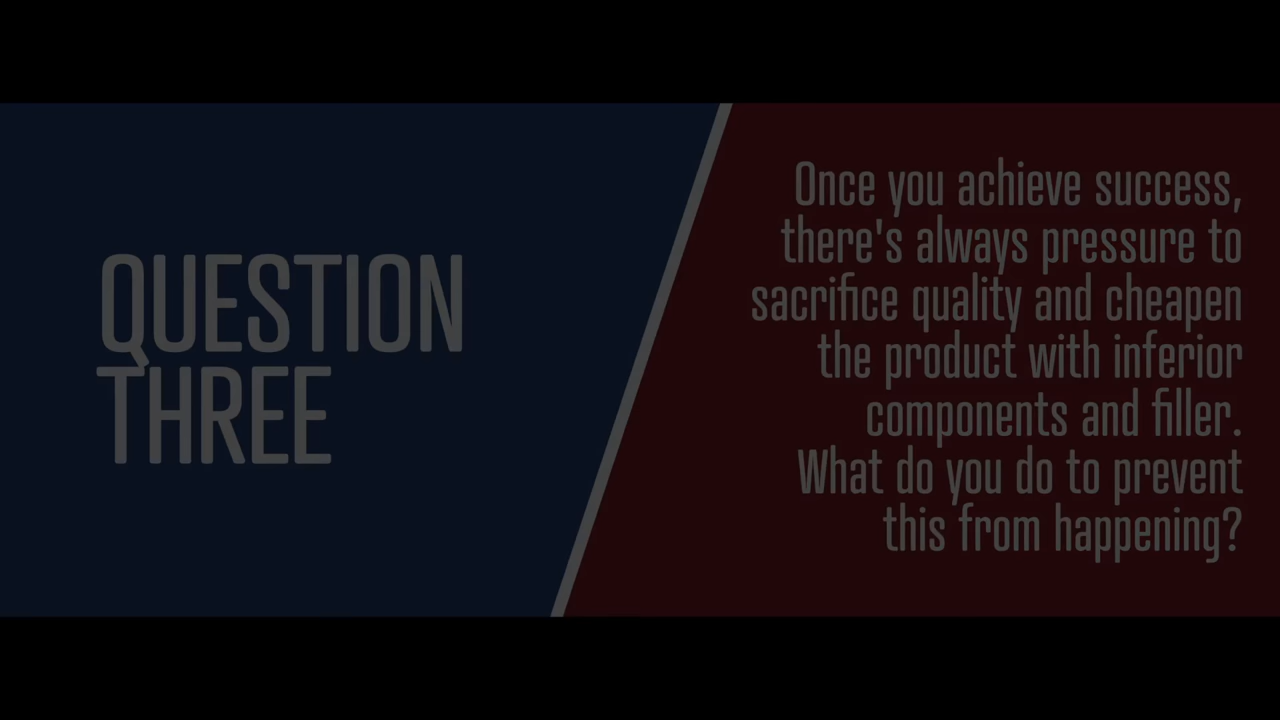 QUESTION
THREE
Once you achieve success,
there's always pressure to
sacrifice quality and cheapen
the product with inferior
components and filler.
What do you do to prevent
this from happening?